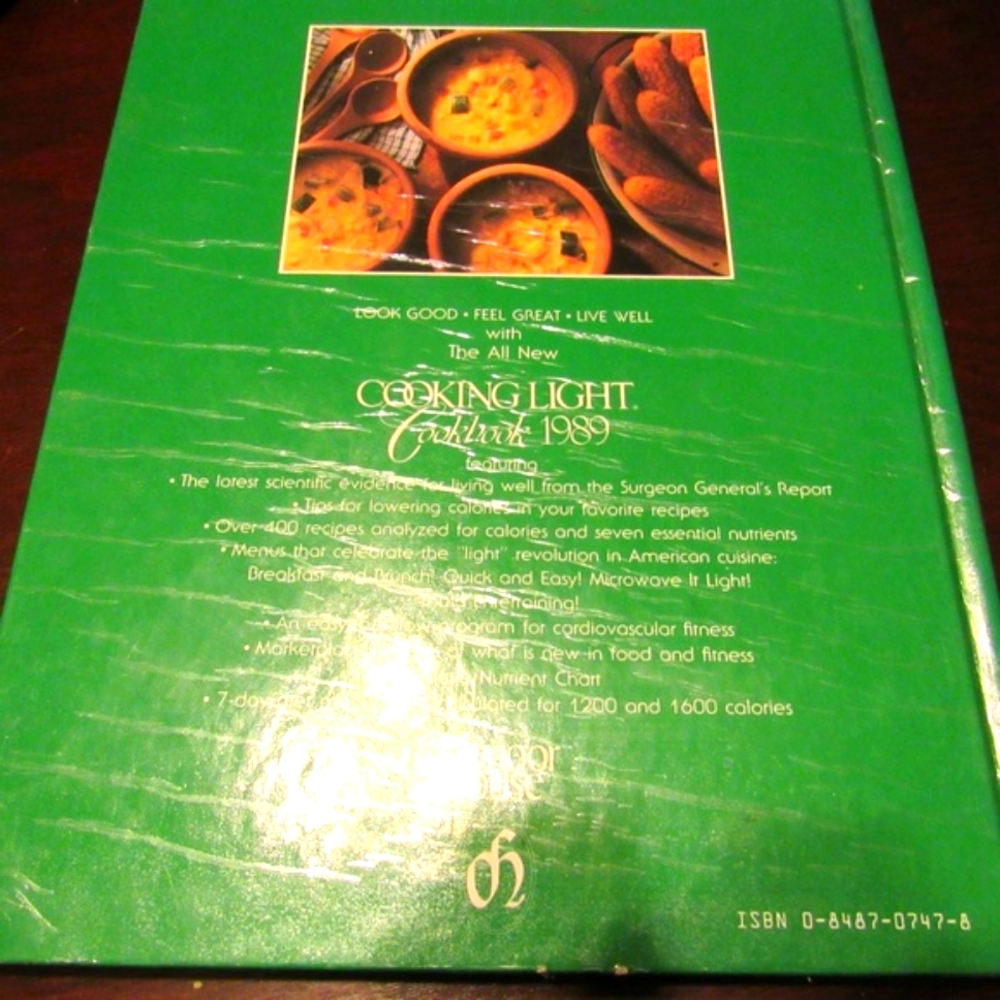 LOOK GOOD • FEEL GREAT • LIVE WELL
with
The All New
COOKING LIGHT
Cookbook 1989
featuring
• The latest scientific evidence for living well from the Surgeon General's Report
• Tips for lowering calories in your favorite recipes
• Over 400 recipes analyzed for calories and seven essential nutrients
• Menus that celebrate the "light" revolution in American cuisine:
Breakfast and Brunch! Quick and Easy! Microwave It Light!
Entertaining!
• An easy program for cardiovascular fitness
• what is new in food and fitness
/Nutrient Chart
• 7-day for 1200 and 1600 calories
oh
ISBN 0-8487-0747-8